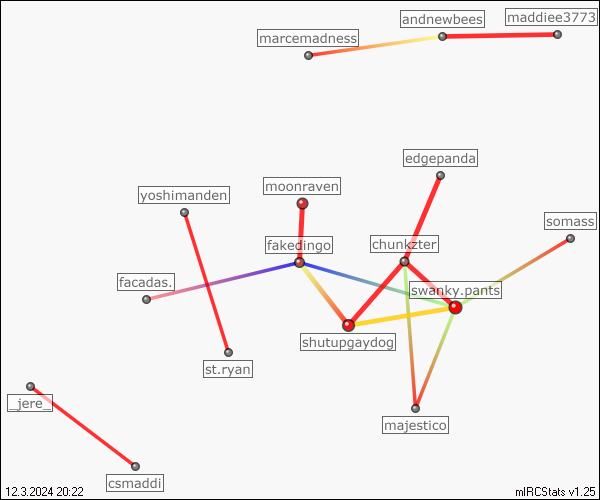 andnewbees
maddiee3773
marcemadness
edgepanda
moonraven
yoshimanden
somass
fakedingo
chunkzter
facadas.
swanky.pants
shutupgaydog
st.ryan
_jere_
majestico
csmaddi
12.3.2024 20:22
mIRCStats v1.25